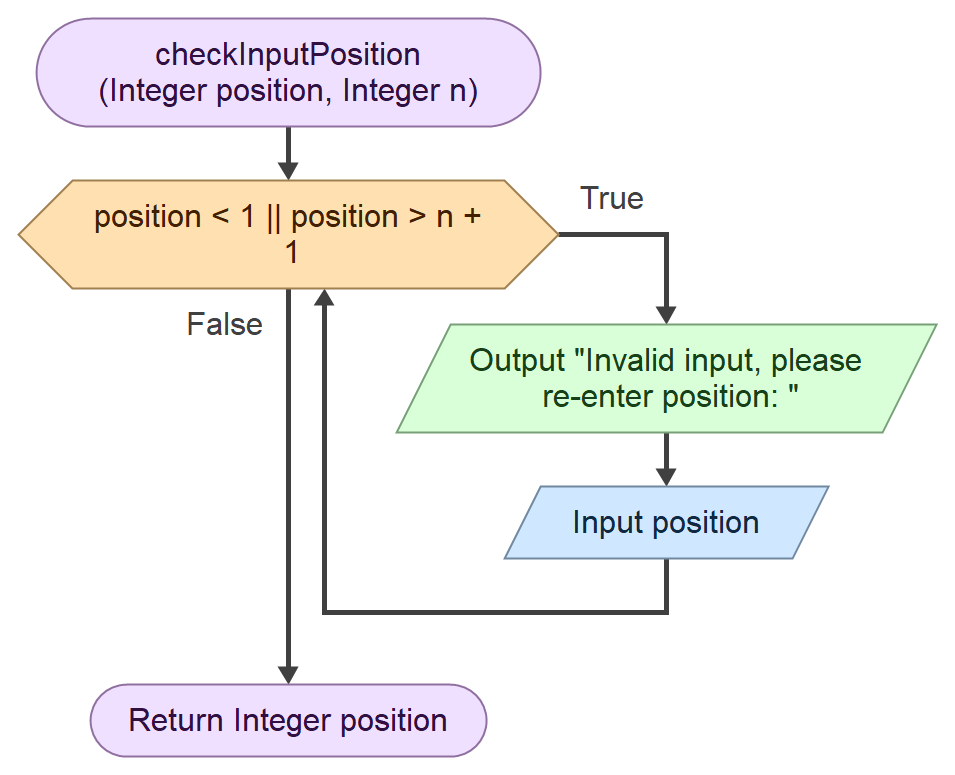 checkInputPosition
(Integer position, Integer n)
position < 1 || position > n +
1
True
False
Output "Invalid input, please
re-enter position: "
Input position
Return Integer position